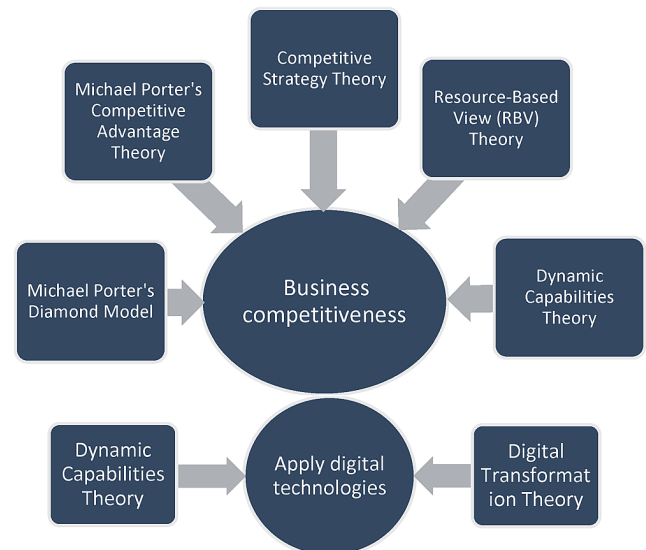 Competitive
Strategy Theory
Michael Porter's
Competitive
Advantage
Theory
Resource-Based
View (RBV)
Theory
Michael Porter's
Diamond Model
Business
competitiveness
Dynamic
Capabilities
Theory
Dynamic
Capabilities
Theory
Apply digital
technologies
Digital
Transformat
ion Theory